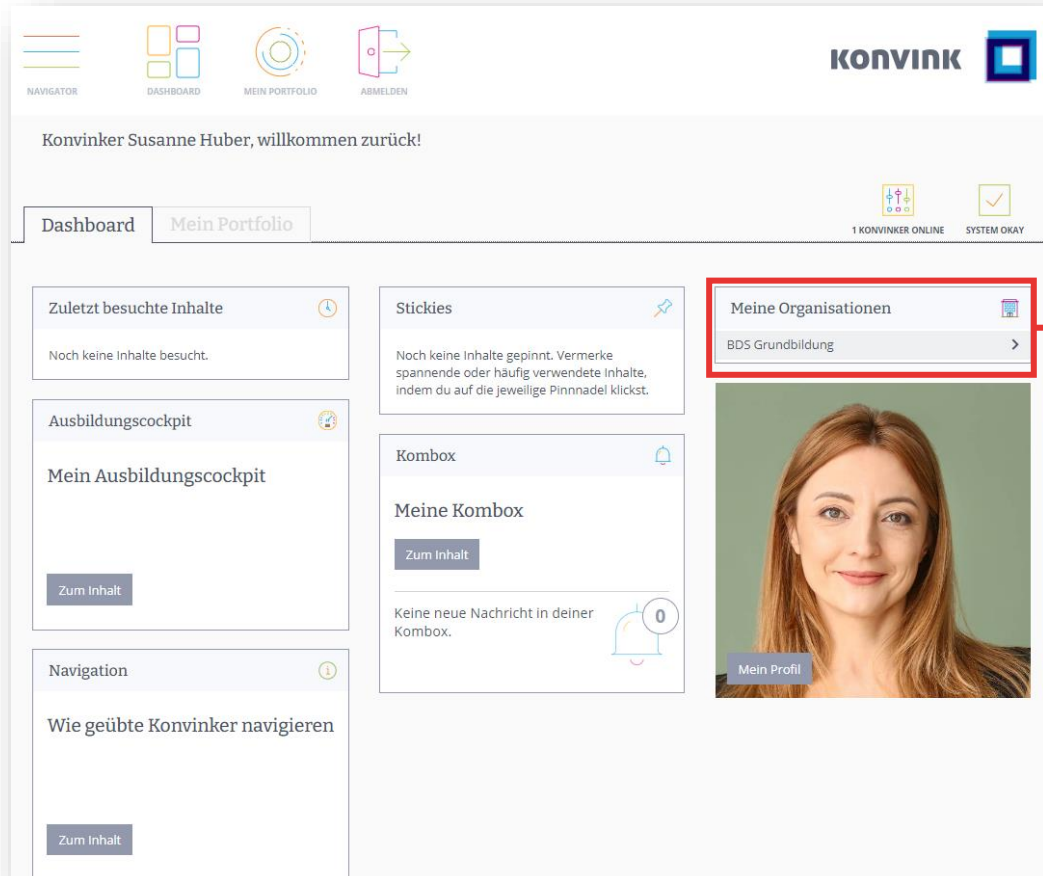 NAVIGATOR
DASHBOARD
MEIN PORTFOLIO
ABMELDEN
KONVINK
Konvinker Susanne Huber, willkommen zurück!
Dashboard
Mein Portfolio
1 KONVINKER ONLINE
SYSTEM OKAY
Zuletzt besuchte Inhalte
Noch keine Inhalte besucht.
Ausbildungscockpit
Mein Ausbildungscockpit
Zum Inhalt
Navigation
Wie geübte Konvinker navigieren
Zum Inhalt
Stickies
Noch keine Inhalte gepinnt. Vermerke
spannende oder häufig verwendete Inhalte,
indem du auf die jeweilige Pinnnadel klickst.
Kombox
Meine Kombox
Zum Inhalt
Keine neue Nachricht in deiner
Kombox.
0
Meine Organisationen
BDS Grundbildung
Mein Profil